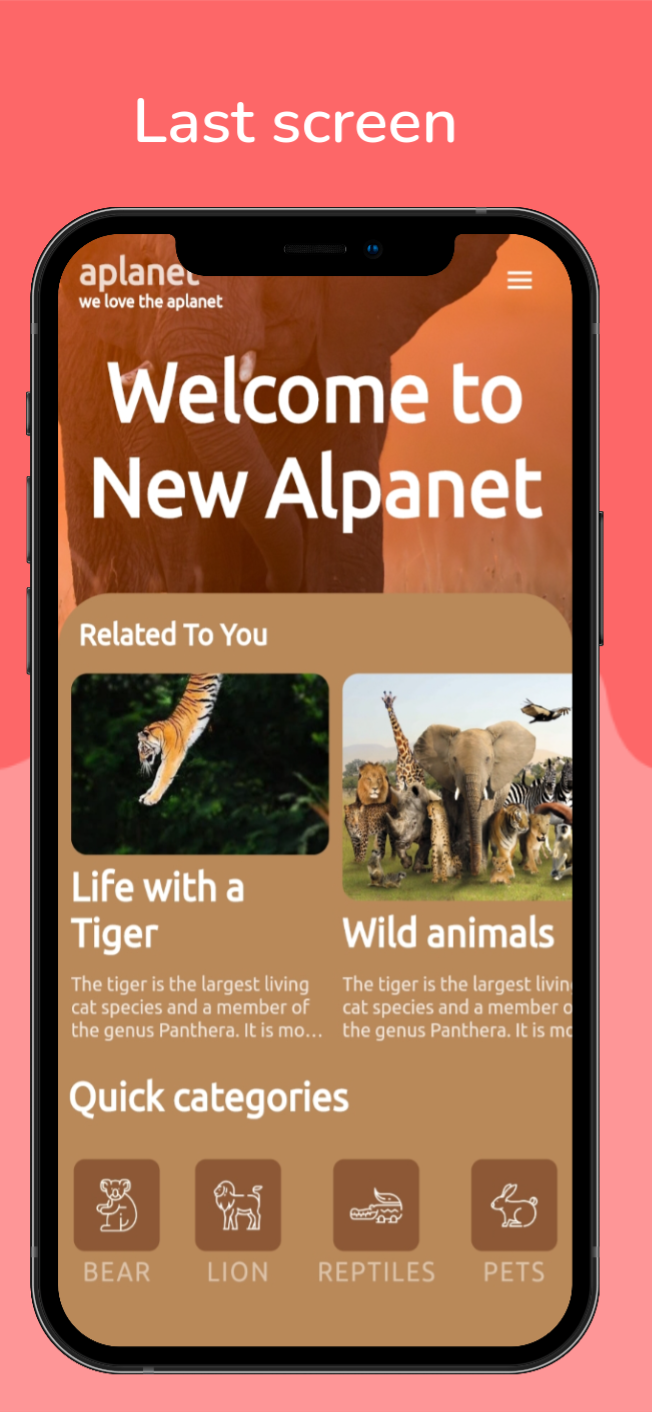 Last screen
aplanet
we love the aplanet
Welcome to
New Alpanet
Related To You
Life with a
Tiger
The tiger is the largest living
cat species and a member of
the genus Panthera. It is mo...
Wild animals
The tiger is the largest livin
cat species and a member o
the genus Panthera. It is mo
Quick categories
BEAR
LION
REPTILES
PETS